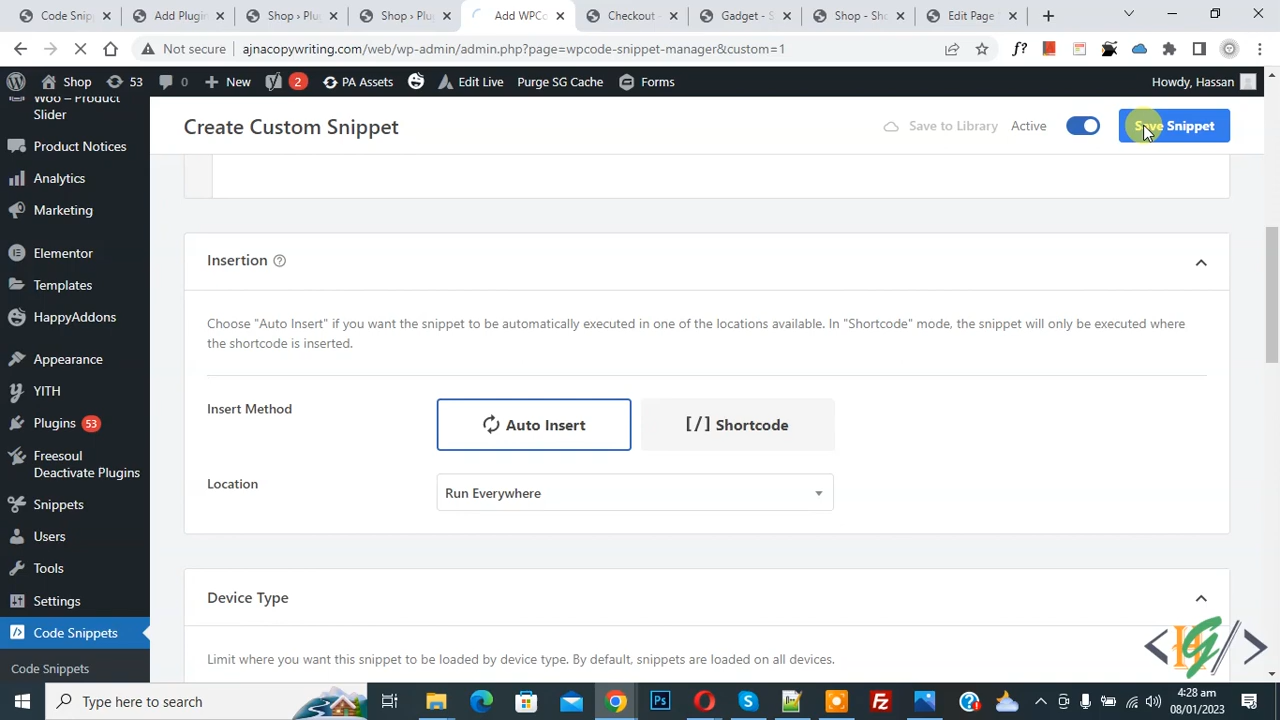 Code Snip
Add Plugin
Shop › Plu
Shop › Plu
Add WPCo
Checkout -
Gadget - S
Shop - Sho
Edit Page
Not secure
ajnacopywriting.com/web/wp-admin/admin.php?page=wpcode-snippet-manager&custom=1
f?
Shop
53
0
New
2
PA Assets
Edit Live
Purge SG Cache
Forms
Howdy, Hassan
Woo – Product
Slider
Product Notices
Analytics
Marketing
Elementor
Templates
HappyAddons
Appearance
YITH
Plugins 53
Freesoul
Deactivate Plugins
Snippets
Users
Tools
Settings
Code Snippets
Code Snippets
Create Custom Snippet
Save to Library
Active
Save Snippet
Insertion
Choose "Auto Insert" if you want the snippet to be automatically executed in one of the locations available. In "Shortcode" mode, the snippet will only be executed where
the shortcode is inserted.
Insert Method
Auto Insert
[/] Shortcode
Location
Run Everywhere
Device Type
Limit where you want this snippet to be loaded by device type. By default, snippets are loaded on all devices.
Type here to search
4:28 am
08/01/2023